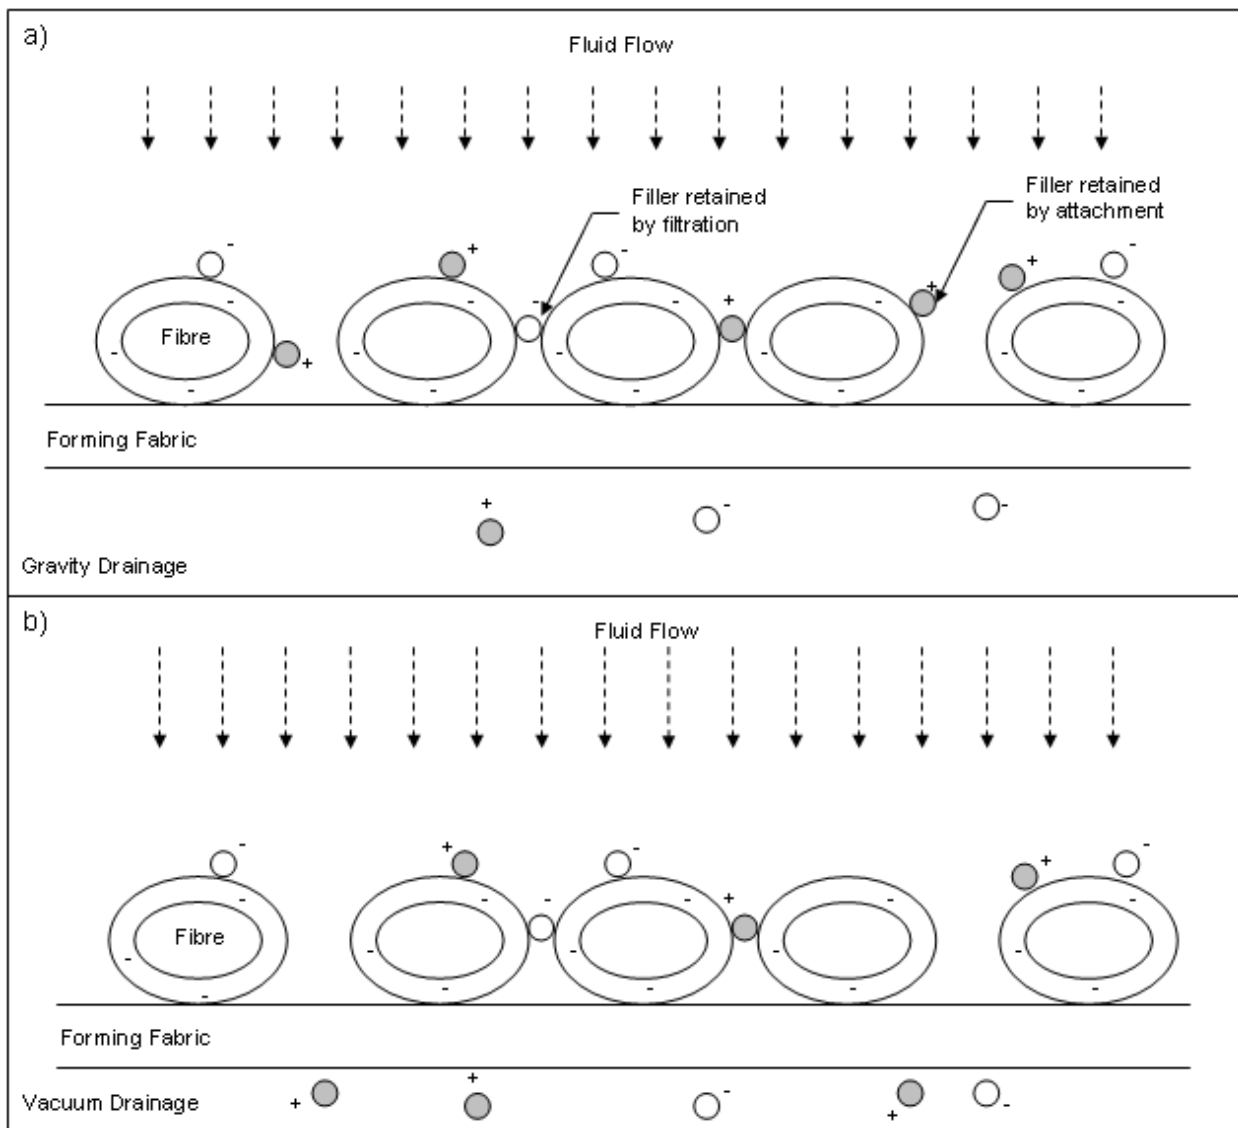 a)
Fluid Flow
Filler retained
by filtration
Filler retained
by attachment
- + - + -
- + +
- - - - -
Fibre
- + - - - -
- - - - -
Forming Fabric
+ - -
Gravity Drainage
b)
Fluid Flow
- + - + -
- - - - + - -
Fibre
- - - - -
- - - - -
Forming Fabric
+ -
Vacuum Drainage
+ + -